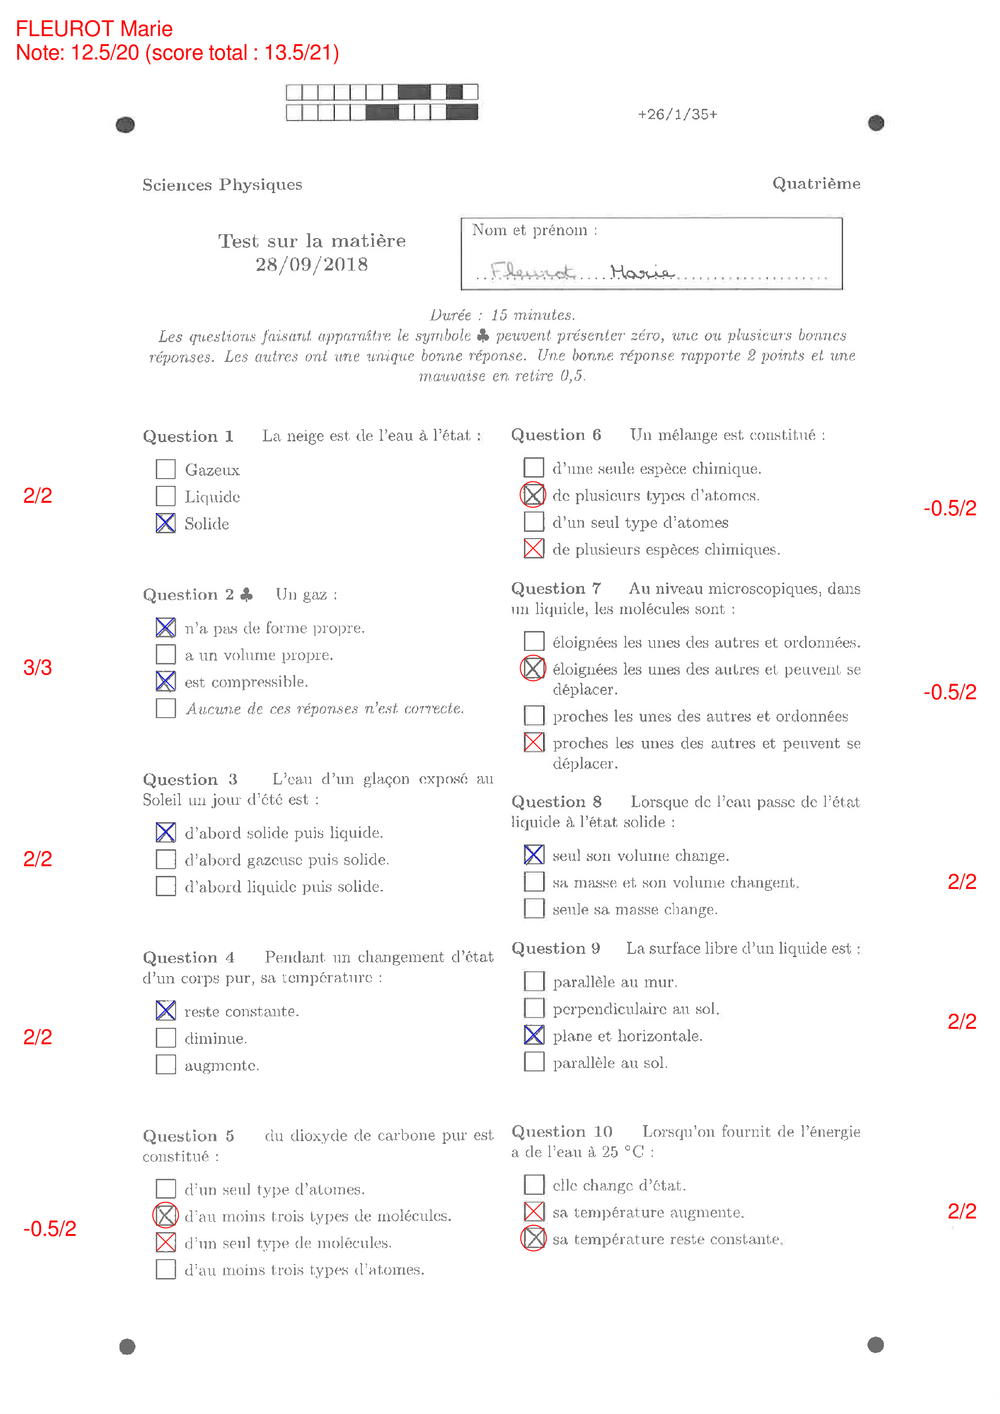 FLEUROT Marie
Note: 12.5/20 (score total : 13.5/21)
+26/1/35+
Sciences Physiques
Quatrième
Test sur la matière
28/09/2018
Nom et prénom :
Fleurot Marie
Durée : 15 minutes.
Les questions faisant apparaître le symbole ♣ peuvent présenter zéro, une ou plusieurs bonnes
réponses. Les autres ont une unique bonne réponse. Une bonne réponse rapporte 2 points et une
mauvaise en retire 0,5.
Question 1 La neige est de l'eau à l'état :
Gazeux
2/2
Liquide
Solide
Question 2 ♣ Un gaz :
n'a pas de forme propre.
a un volume propre.
3/3
est compressible.
Aucune de ces réponses n'est correcte.
Question 3 L'eau d'un glaçon exposé au
Soleil un jour d'été est :
d'abord solide puis liquide.
2/2
d'abord gazeuse puis solide.
d'abord liquide puis solide.
Question 4 Pendant un changement d'état
d'un corps pur, sa température :
reste constante.
2/2
diminue.
augmente.
Question 5 du dioxyde de carbone pur est
constitué :
d'un seul type d'atomes.
d'au moins trois types de molécules.
-0.5/2
d'un seul type de molécules.
d'au moins trois types d'atomes.
Question 6 Un mélange est constitué :
d'une seule espèce chimique.
de plusieurs types d'atomes.
-0.5/2
d'un seul type d'atomes
de plusieurs espèces chimiques.
Question 7 Au niveau microscopiques, dans
un liquide, les molécules sont :
éloignées les unes des autres et ordonnées.
éloignées les unes des autres et peuvent se
déplacer.
-0.5/2
proches les unes des autres et ordonnées
proches les unes des autres et peuvent se
déplacer.
Question 8 Lorsque de l'eau passe de l'état
liquide à l'état solide :
seul son volume change.
sa masse et son volume changent.
2/2
seule sa masse change.
Question 9 La surface libre d'un liquide est :
parallèle au mur.
perpendiculaire au sol.
2/2
plane et horizontale.
parallèle au sol.
Question 10 Lorsqu'on fournit de l'énergie
a de l'eau à 25 °C :
elle change d'état.
sa température augmente.
2/2
sa température reste constante.